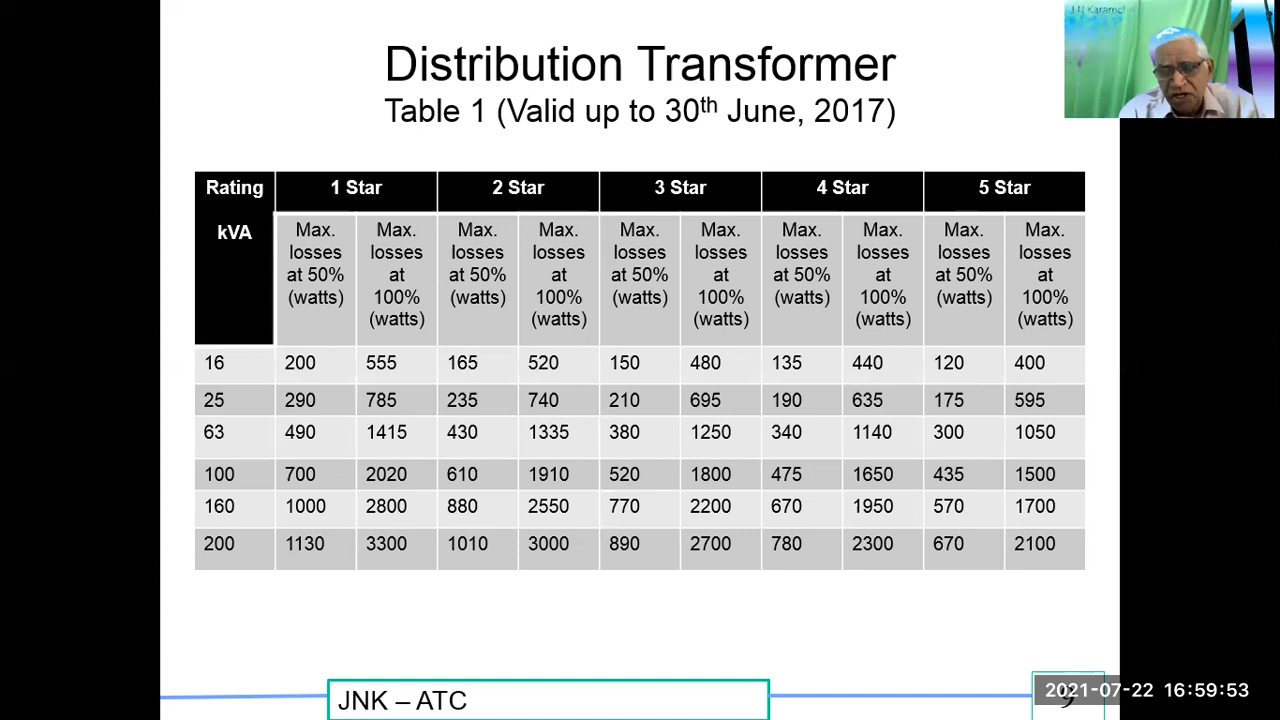 J N Karamc
Distribution Transformer
Table 1 (Valid up to 30th June, 2017)
Rating 1 Star 2 Star 3 Star 4 Star 5 Star
kVA Max. losses at 50% (watts) Max. losses at 100% (watts) Max. losses at 50% (watts) Max. losses at 100% (watts) Max. losses at 50% (watts) Max. losses at 100% (watts) Max. losses at 50% (watts) Max. losses at 100% (watts) Max. losses at 50% (watts) Max. losses at 100% (watts)
16 200 555 165 520 150 480 135 440 120 400
25 290 785 235 740 210 695 190 635 175 595
63 490 1415 430 1335 380 1250 340 1140 300 1050
100 700 2020 610 1910 520 1800 475 1650 435 1500
160 1000 2800 880 2550 770 2200 670 1950 570 1700
200 1130 3300 1010 3000 890 2700 780 2300 670 2100
JNK – ATC
9
2021-07-22 16:59:53